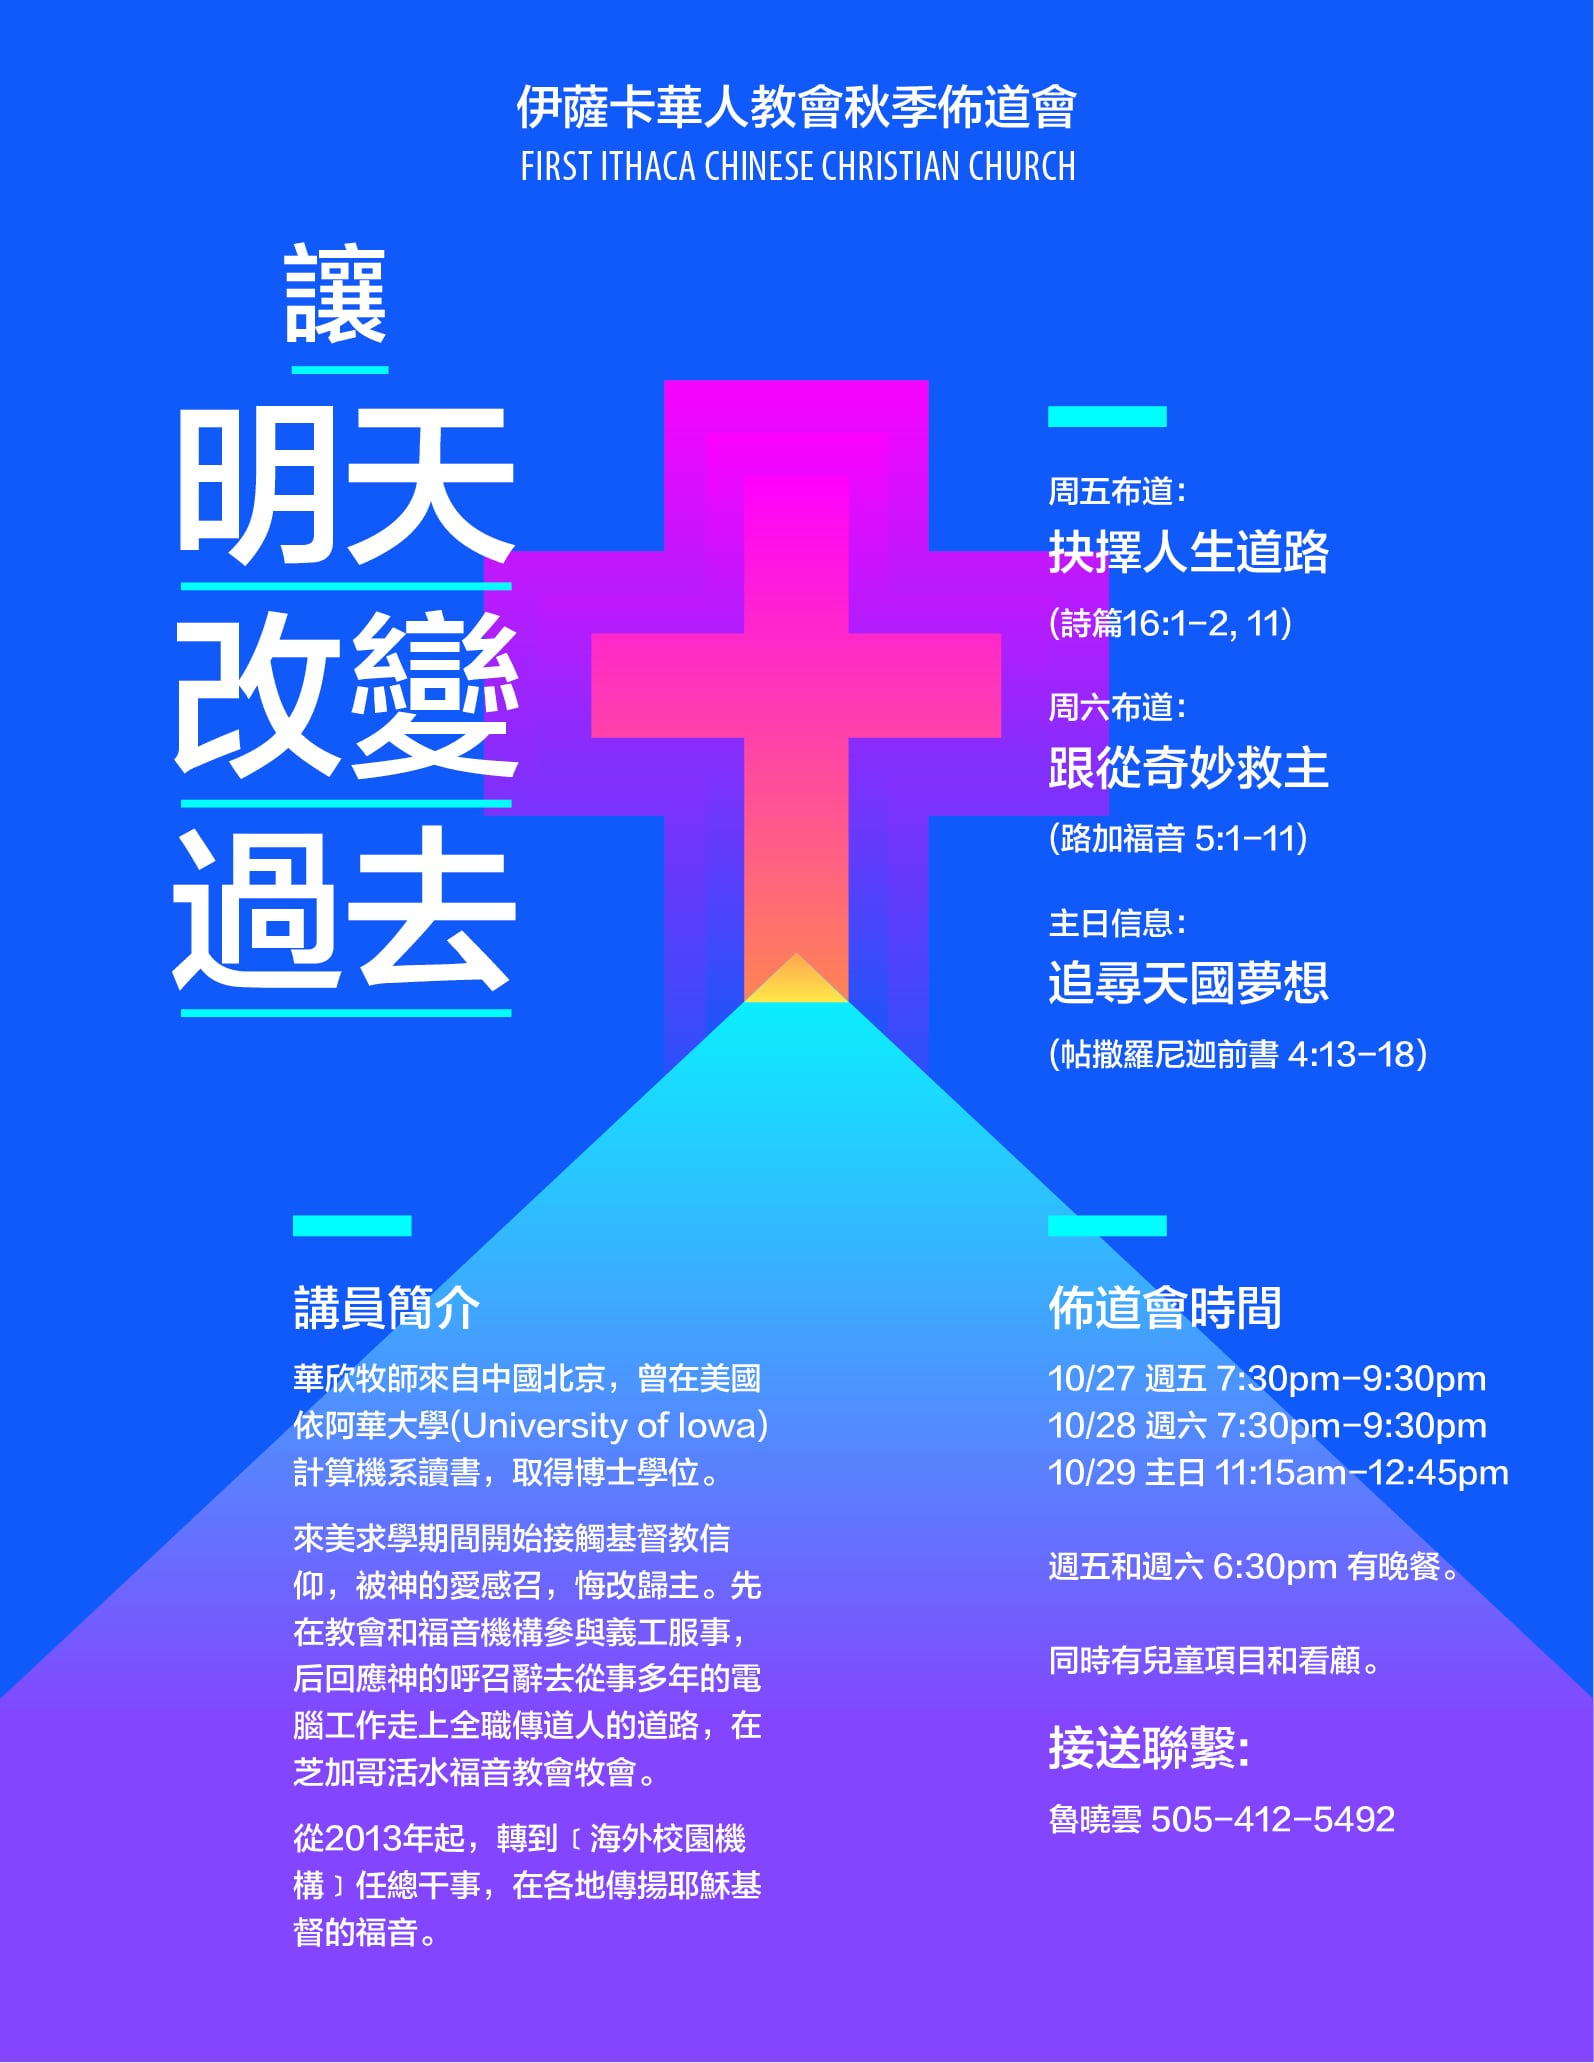 伊薩卡華人教會秋季佈道會
FIRST ITHACA CHINESE CHRISTIAN CHURCH
讓
明天
改變
過去
周五布道:
抉擇人生道路
(詩篇16:1-2, 11)
周六布道:
跟從奇妙救主
(路加福音 5:1-11)
主日信息:
追尋天國夢想
(帖撒羅尼迦前書 4:13-18)
講員簡介
華欣牧師來自中國北京，曾在美國
依阿華大學(University of Iowa)
計算機系讀書，取得博士學位。
來美求學期間開始接觸基督教信
仰，被神的愛感召，悔改歸主。先
在教會和福音機構參與義工服事，
后回應神的呼召辭去從事多年的電
腦工作走上全職傳道人的道路，在
芝加哥活水福音教會牧會。
從2013年起，轉到﹝海外校園機
構﹞任總干事，在各地傳揚耶穌基
督的福音。
佈道會時間
10/27 週五 7:30pm-9:30pm
10/28 週六 7:30pm-9:30pm
10/29 主日 11:15am-12:45pm
週五和週六 6:30pm 有晚餐。
同時有兒童項目和看顧。
接送聯繫:
魯曉雲 505-412-5492